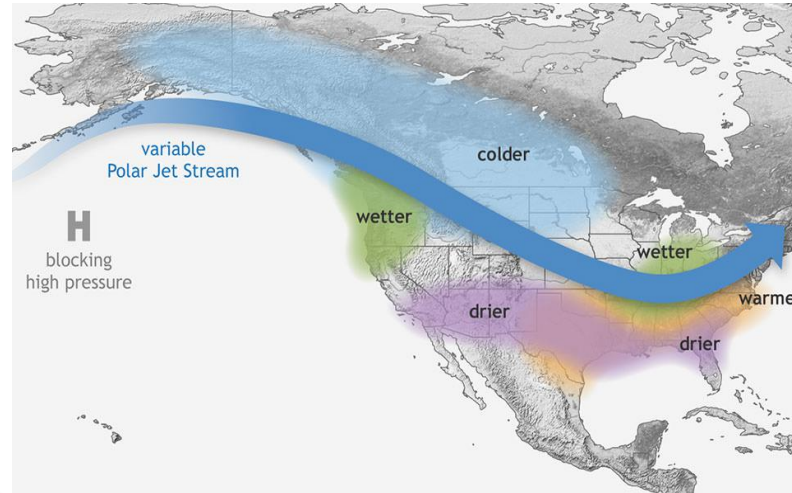 variable
Polar Jet Stream
colder
H
blocking
high pressure
wetter
wetter
drier
warme
drier